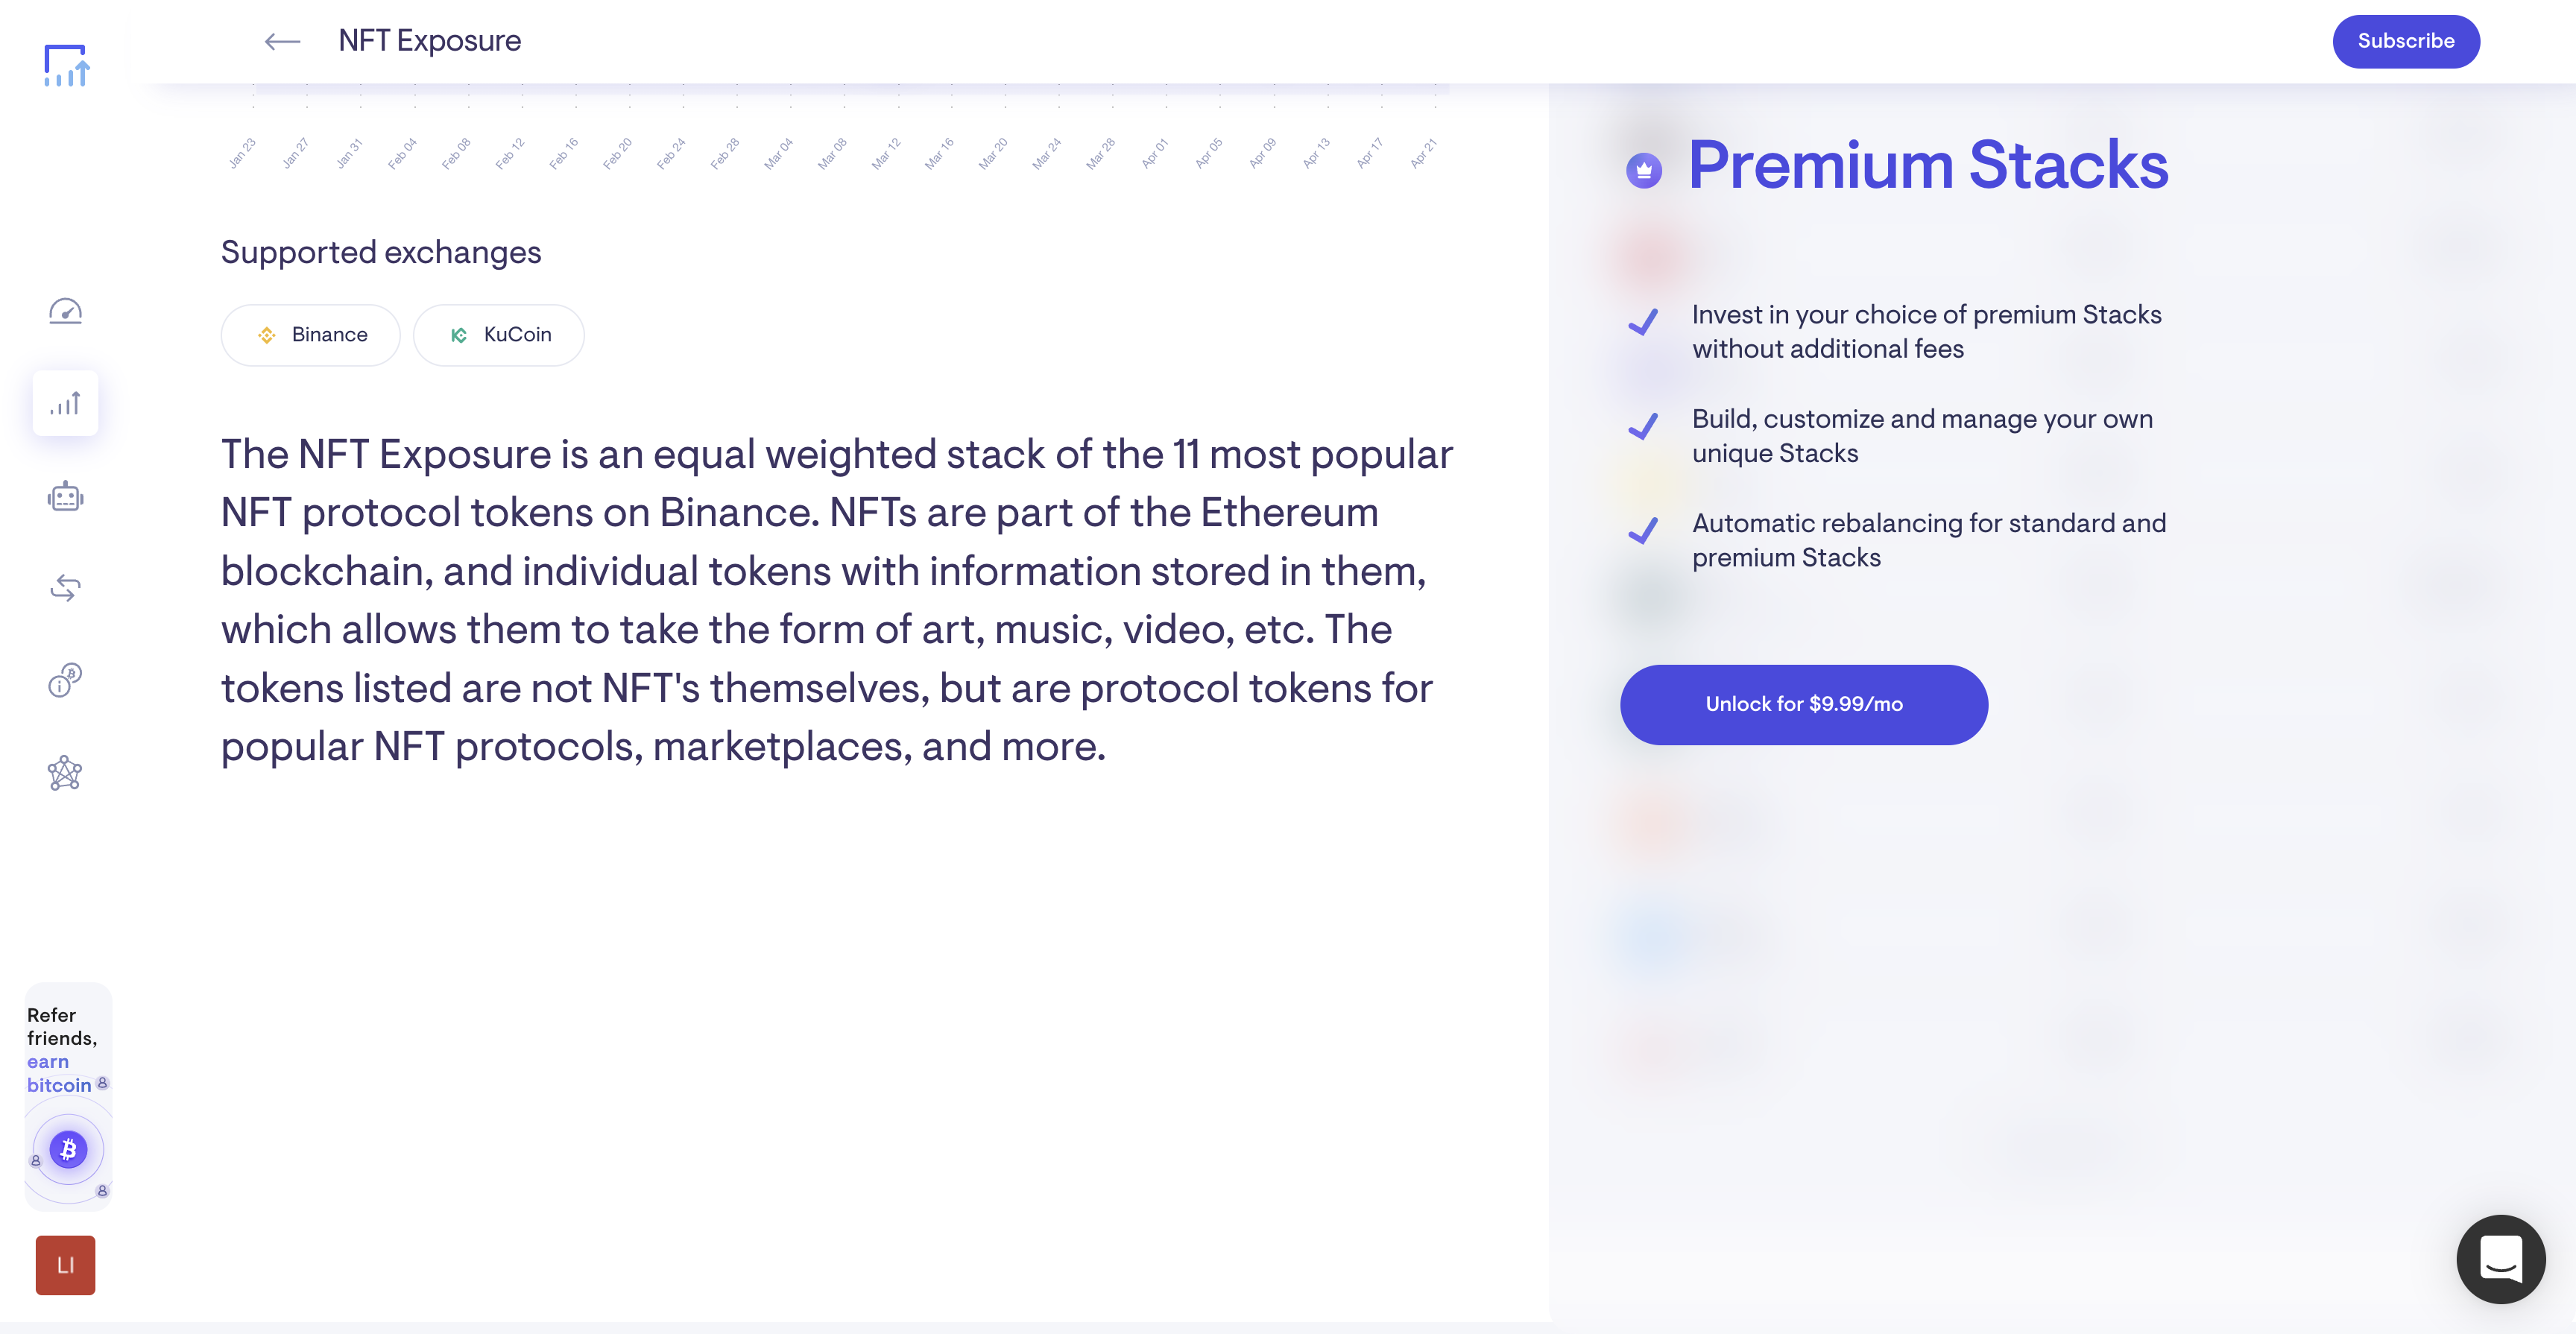 NFT Exposure
Subscribe
Jan 23
Jan 27
Jan 31
Feb 04
Feb 08
Feb 12
Feb 16
Feb 20
Feb 24
Feb 28
Mar 04
Mar 08
Mar 12
Mar 16
Mar 20
Mar 24
Mar 28
Apr 01
Apr 05
Apr 09
Apr 13
Apr 17
Apr 21
Supported exchanges
Binance
KuCoin
The NFT Exposure is an equal weighted stack of the 11 most popular
NFT protocol tokens on Binance. NFTs are part of the Ethereum
blockchain, and individual tokens with information stored in them,
which allows them to take the form of art, music, video, etc. The
tokens listed are not NFT's themselves, but are protocol tokens for
popular NFT protocols, marketplaces, and more.
Premium Stacks
Invest in your choice of premium Stacks
without additional fees
Build, customize and manage your own
unique Stacks
Automatic rebalancing for standard and
premium Stacks
Unlock for $9.99/mo
Refer
friends,
earn
bitcoin
LI